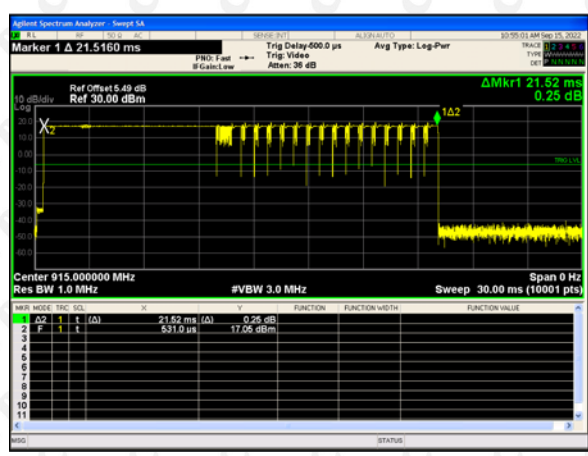 Agilent Spectrum Analyzer - Swept SA
RL RF 50 Ω AC SENSE:INT ALIGNAUTO 10:55:01 AM Sep 15, 2022
Marker 1 Δ 21.5160 ms
PNO: Fast
IFGain:Low
Trig Delay-500.0 µs
Trig: Video
Atten: 36 dB
Avg Type: Log-Pwr
TRACE 1 2 3 4 5 6
TYPE
DET P N N N N N
Ref Offset 5.49 dB
10 dB/div Ref 30.00 dBm
Log
ΔMkr1 21.52 ms
0.25 dB
20.0
10.0
0.00
-10.0
-20.0
-30.0
-40.0
-50.0
-60.0
X2
1Δ2
TRIG LVL
Center 915.000000 MHz Span 0 Hz
Res BW 1.0 MHz #VBW 3.0 MHz Sweep 30.00 ms (10001 pts)
MKR MODE TRC SCL X Y FUNCTION FUNCTION WIDTH FUNCTION VALUE
1 Δ2 1 t (Δ) 21.52 ms (Δ) 0.25 dB
2 F 1 t 531.0 µs 17.05 dBm
3
4
5
6
7
8
9
10
11
MSG STATUS